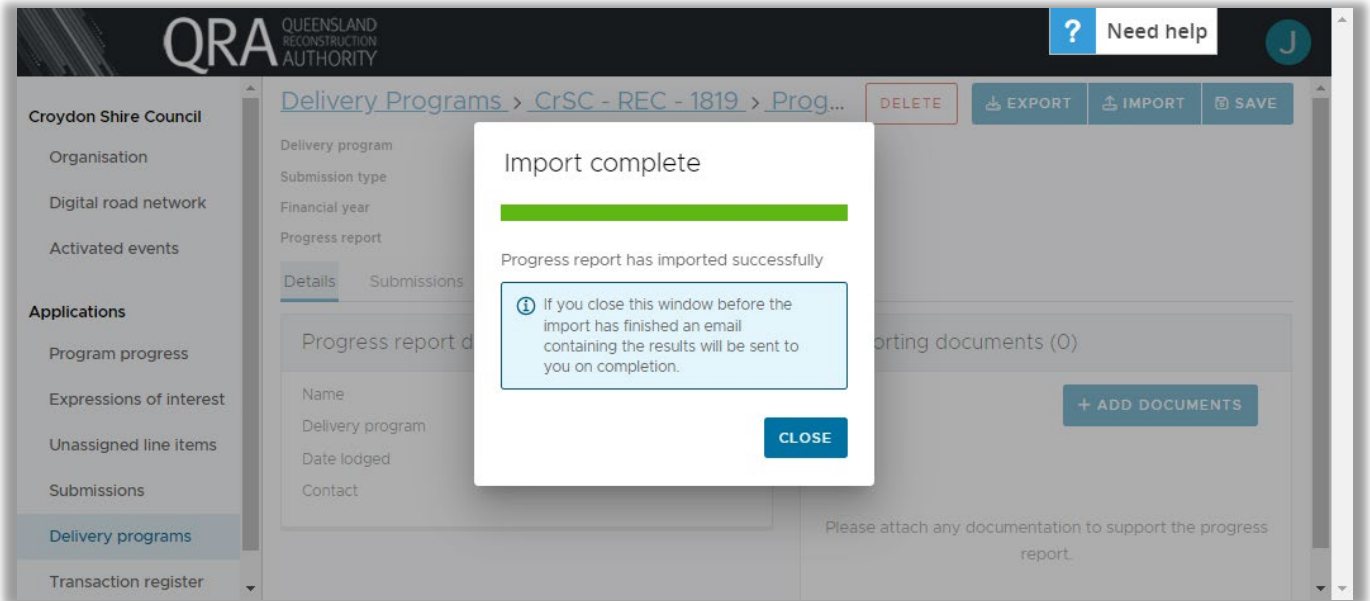 QRA
QUEENSLAND
RECONSTRUCTION
AUTHORITY
? Need help
J
Croydon Shire Council
Organisation
Digital road network
Activated events
Applications
Program progress
Expressions of interest
Unassigned line items
Submissions
Delivery programs
Transaction register
Delivery Programs > CrSC - REC - 1819 > Prog...
DELETE
EXPORT
IMPORT
SAVE
Delivery program
Submission type
Financial year
Progress report
Details
Submissions
Progress report d
Name
Delivery program
Date lodged
Contact
Import complete
Progress report has imported successfully
If you close this window before the
import has finished an email
containing the results will be sent to
you on completion.
CLOSE
orting documents (0)
+ ADD DOCUMENTS
Please attach any documentation to support the progress
report.